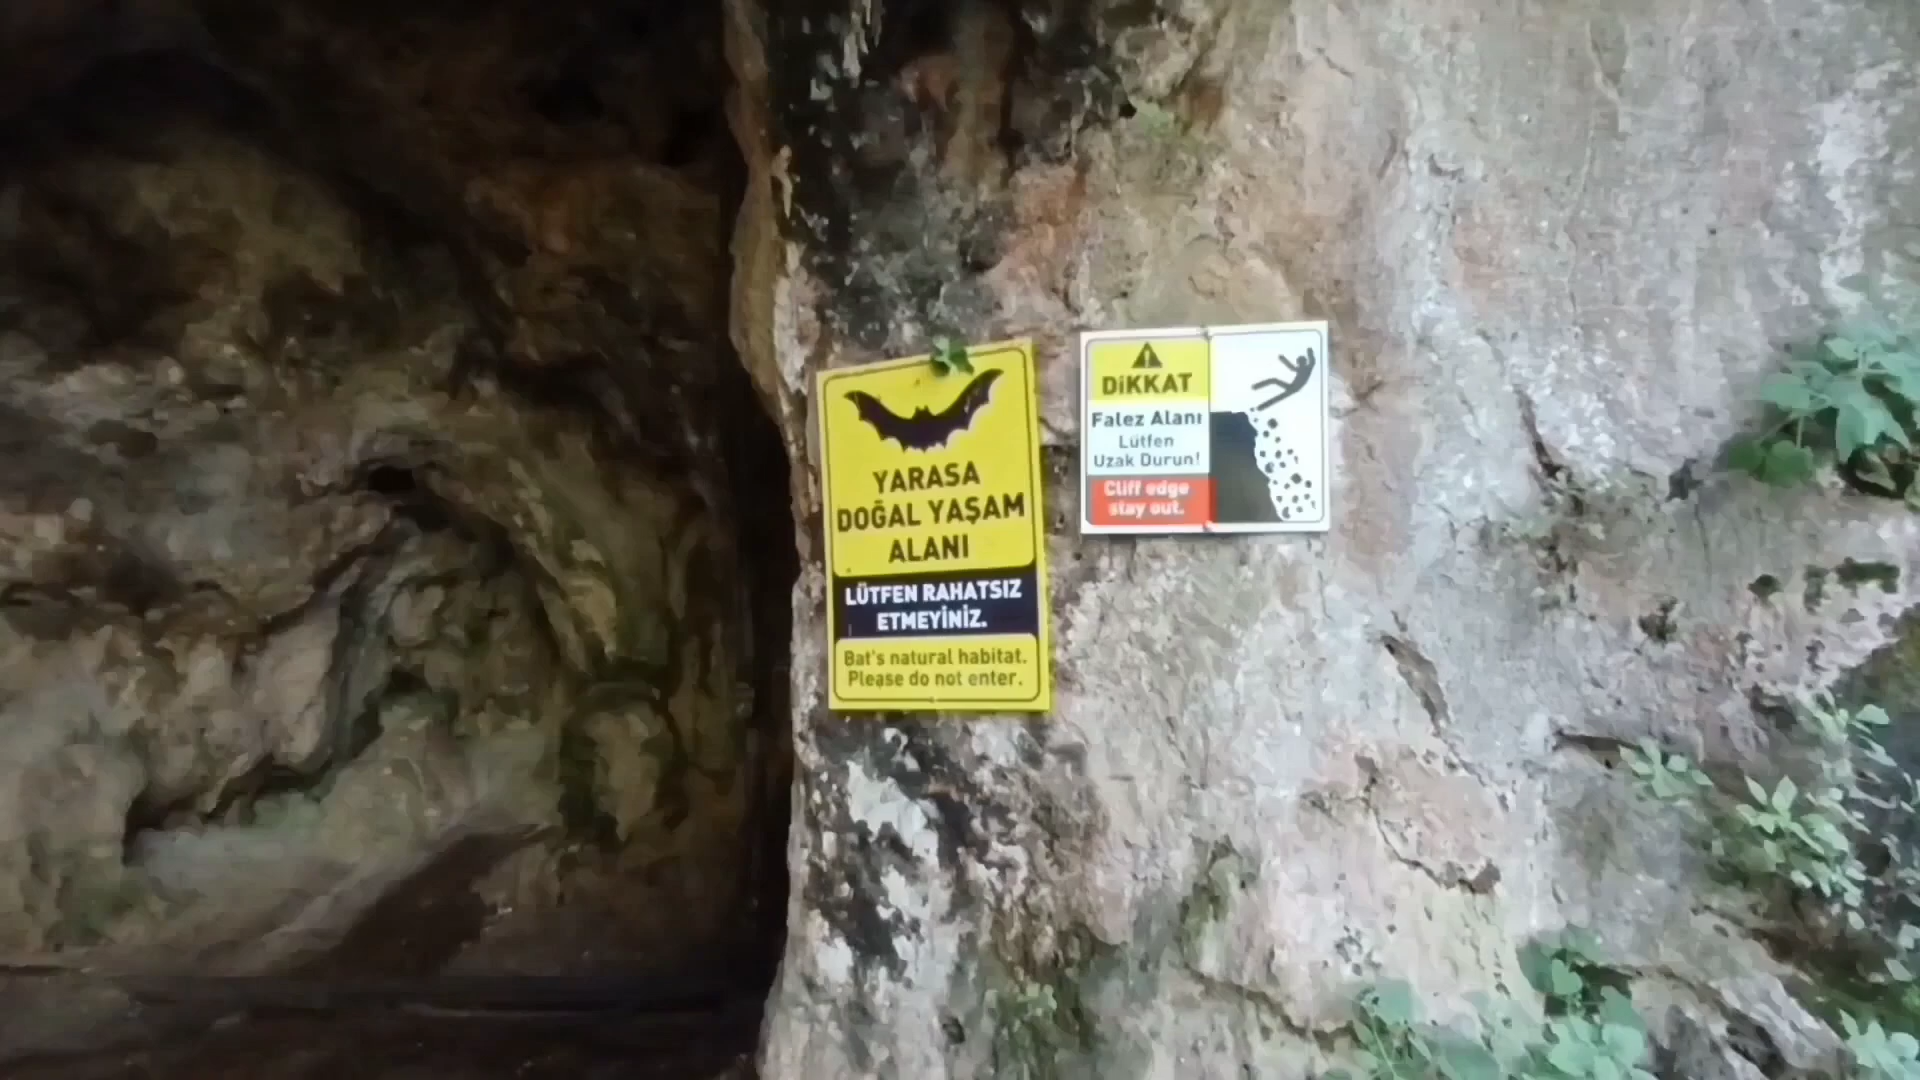 YARASA
DOĞAL YAŞAM
ALANI
LÜTFEN RAHATSIZ
ETMEYİNİZ.
Bat's natural habitat.
Please do not enter.
DİKKAT
Falez Alanı
Lütfen
Uzak Durun!
Cliff edge
stay out.